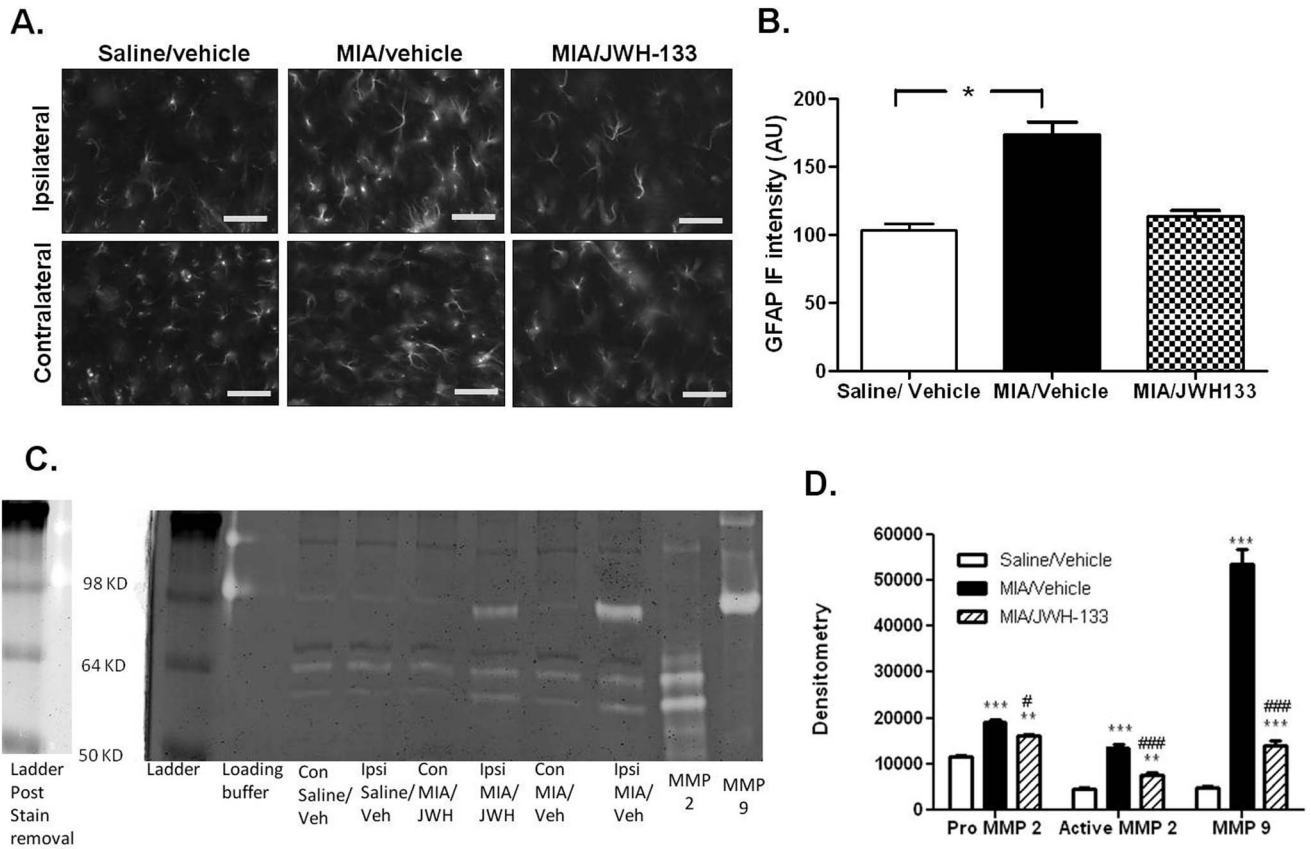 A.
Saline/vehicle MIA/vehicle MIA/JWH-133
Ipsilateral
Contralateral
B.
GFAP IF intensity (AU)
200
150
100
50
0
*
Saline/ Vehicle MIA/Vehicle MIA/JWH133
C.
98 KD
64 KD
50 KD
Ladder
Post
Stain
removal
Ladder
Loading
buffer
Con
Saline/
Veh
Ipsi
Saline/
Veh
Con
MIA/
JWH
Ipsi
MIA/
JWH
Con
MIA/
Veh
Ipsi
MIA/
Veh
MMP
2
MMP
9
D.
Densitometry
60000
50000
40000
30000
20000
10000
0
Saline/Vehicle
MIA/Vehicle
MIA/JWH-133
***
#
**
***
###
**
***
###
***
Pro MMP 2 Active MMP 2 MMP 9